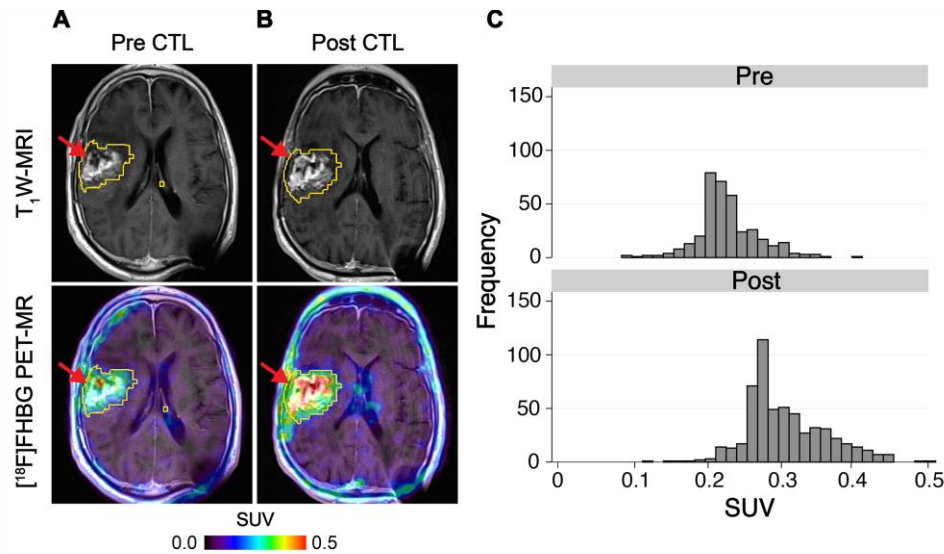 A
B
C
Pre CTL
Post CTL
T₁W-MRI
[¹⁸F]FHBG PET-MR
SUV
0.0 0.5
Pre
150
100
50
0
Frequency
Post
150
100
50
0
0 0.1 0.2 0.3 0.4 0.5
SUV